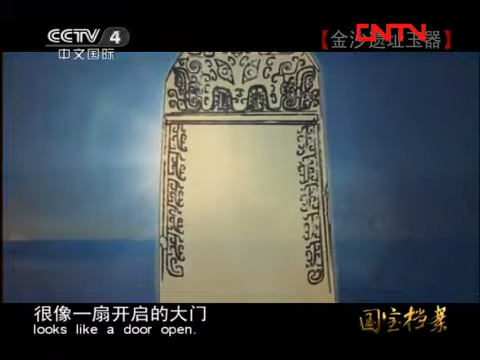 CCTV 4
中文国际
CNTV
【金沙遗址玉器】
很像一扇开启的大门
looks like a door open.
国宝档案